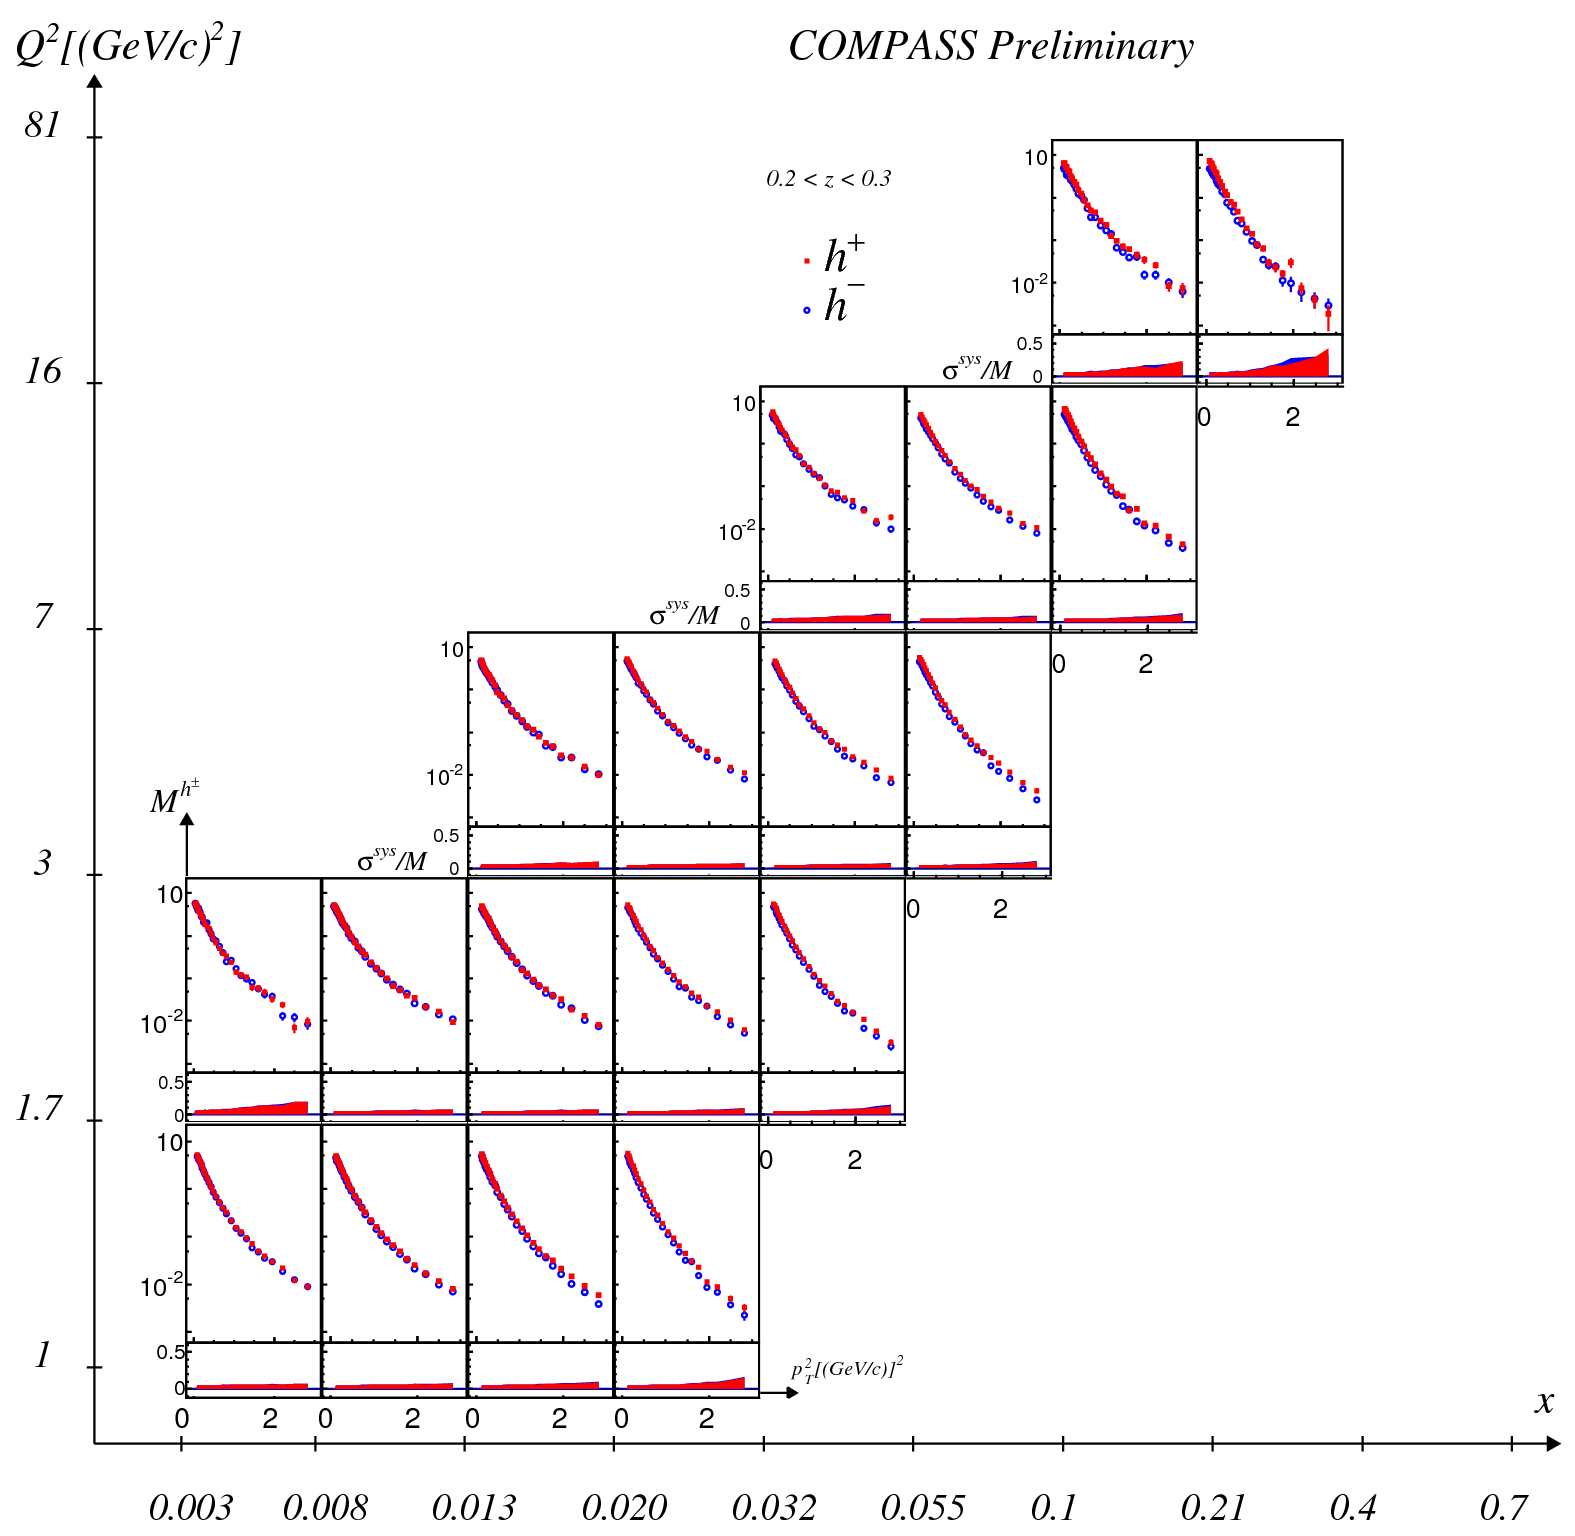 Q²[(GeV/c)²]
COMPASS Preliminary
81
0.2 < z < 0.3
h⁺
h⁻
10
10⁻²
0.5
σˢʸˢ/M
0
16
0 2
10
10⁻²
0.5
σˢʸˢ/M
0
7
0 2
10
10⁻²
M^{h^±}
0.5
σˢʸˢ/M
0
3
0 2
10
10⁻²
0.5
0
1.7
0 2
10
10⁻²
0.5
0
1
p_T²[(GeV/c)]²
0 2 0 2 0 2 0 2
x
0.003 0.008 0.013 0.020 0.032 0.055 0.1 0.21 0.4 0.7